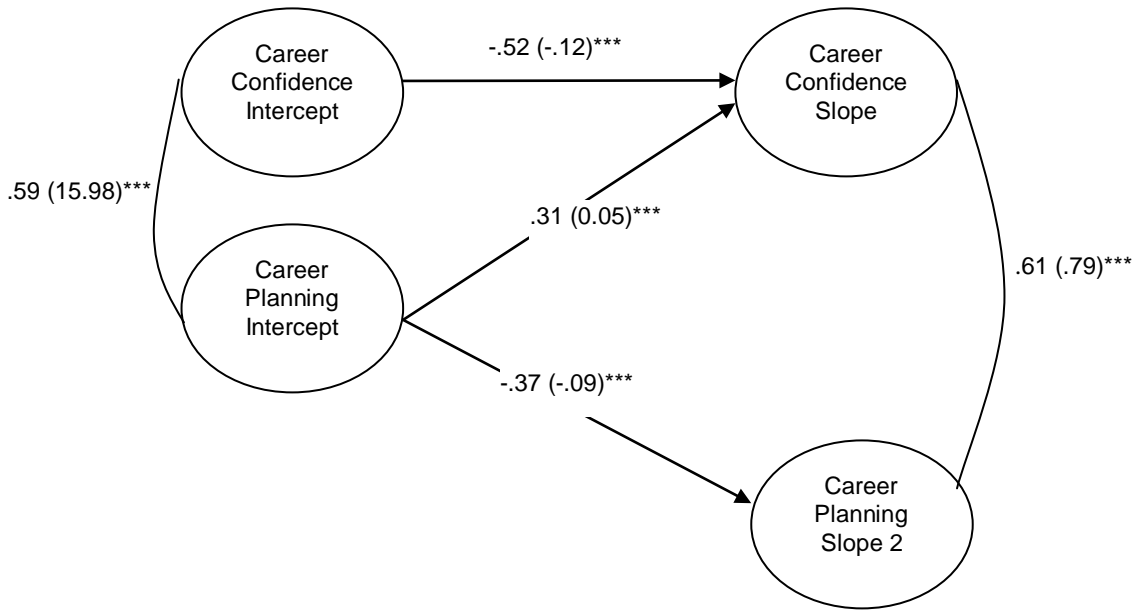 Career
Confidence
Intercept
-.52 (-.12)***
Career
Confidence
Slope
.59 (15.98)***
.31 (0.05)***
Career
Planning
Intercept
.61 (.79)***
-.37 (-.09)***
Career
Planning
Slope 2